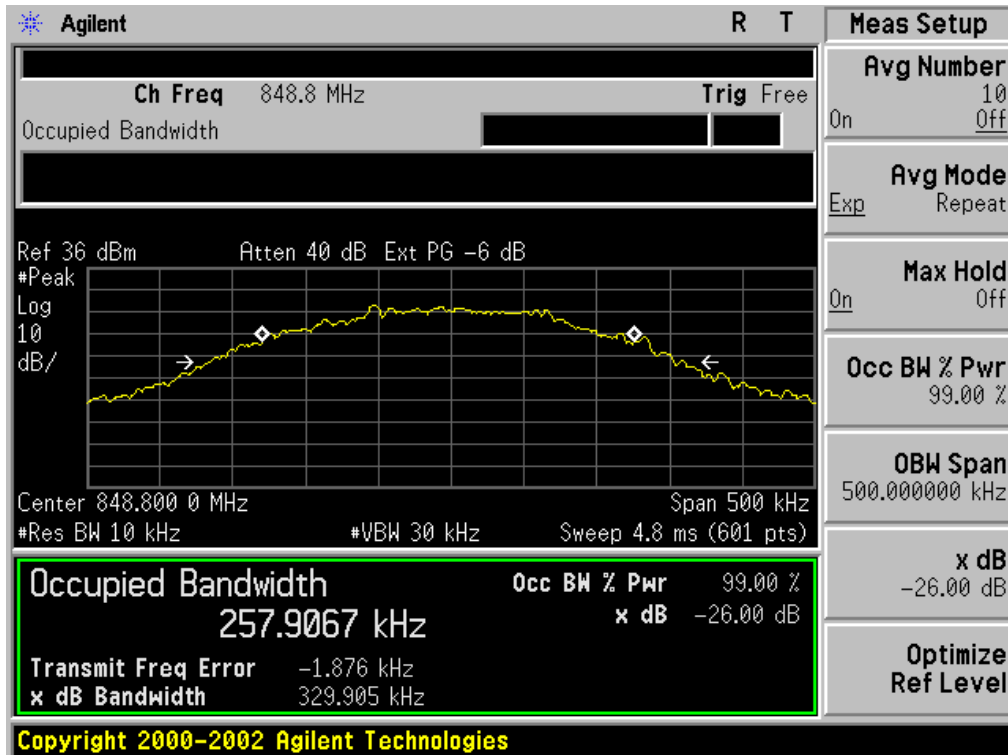 Agilent R T
Ch Freq 848.8 MHz Trig Free
Occupied Bandwidth
Ref 36 dBm Atten 40 dB Ext PG -6 dB
#Peak
Log
10
dB/
Center 848.800 0 MHz Span 500 kHz
#Res BW 10 kHz #VBW 30 kHz Sweep 4.8 ms (601 pts)
Occupied Bandwidth
257.9067 kHz
Occ BW % Pwr 99.00 %
x dB -26.00 dB
Transmit Freq Error -1.876 kHz
x dB Bandwidth 329.905 kHz
Meas Setup
Avg Number
10
On Off
Avg Mode
Exp Repeat
Max Hold
On Off
Occ BW % Pwr
99.00 %
OBW Span
500.000000 kHz
x dB
-26.00 dB
Optimize
Ref Level
Copyright 2000-2002 Agilent Technologies